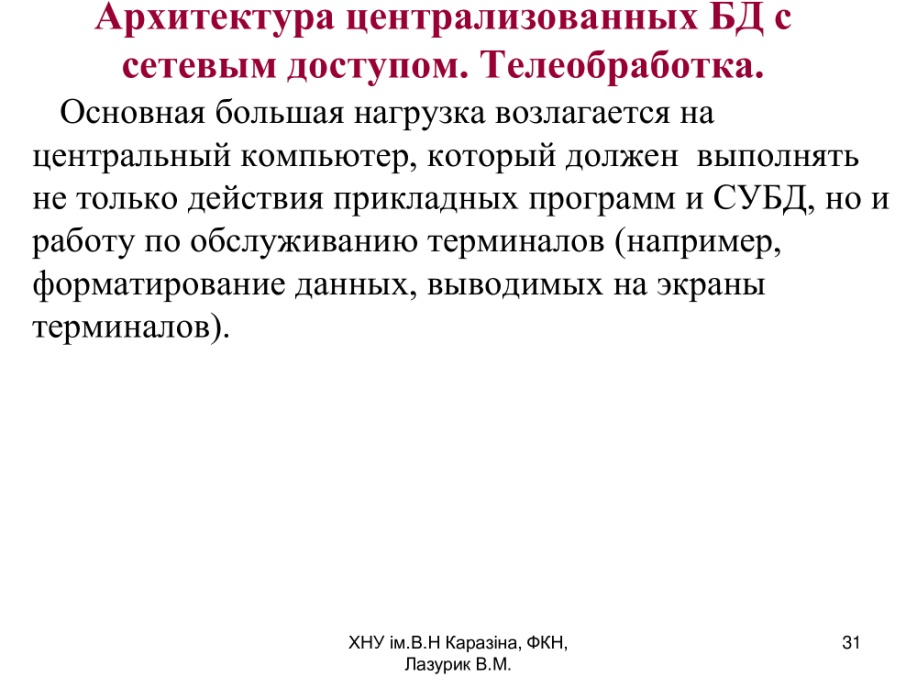 Архитектура централизованных БД с
сетевым доступом. Телеобработка.
Основная большая нагрузка возлагается на
центральный компьютер, который должен  выполнять
не только действия прикладных программ и СУБД, но и
работу по обслуживанию терминалов (например,
форматирование данных, выводимых на экраны
терминалов).
ХНУ ім.В.Н Каразіна, ФКН,
Лазурик В.М.
31